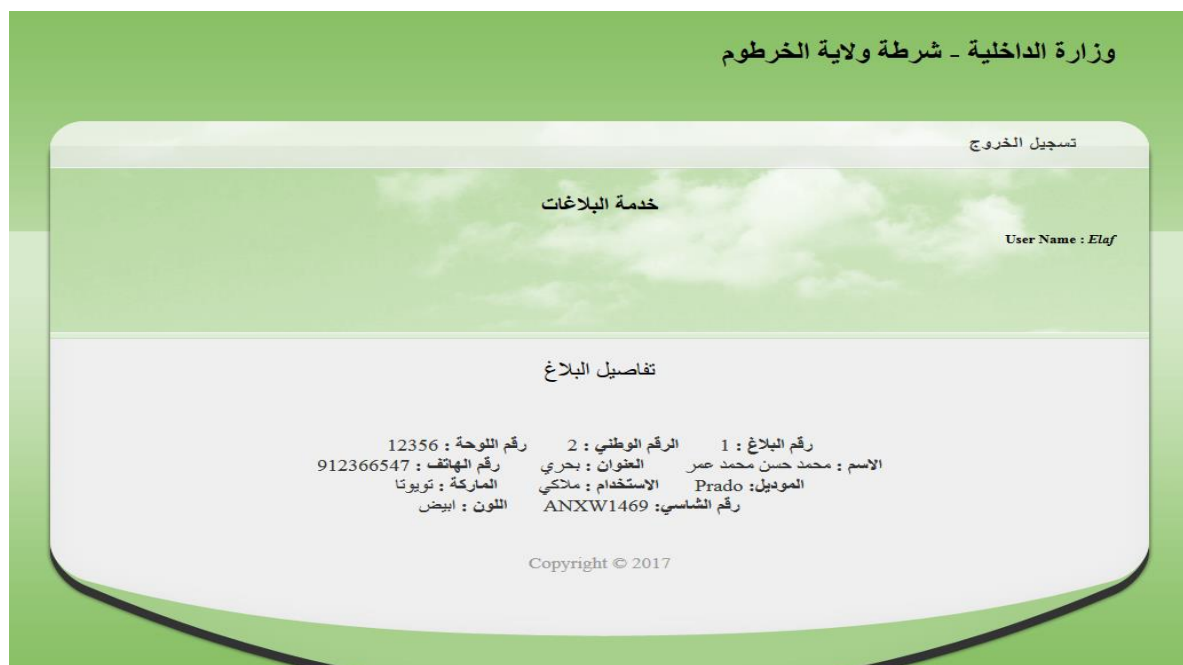 وزارة الداخلية - شرطة ولاية الخرطوم
تسجيل الخروج
خدمة البلاغات
User Name : Elaf
تفاصيل البلاغ
رقم البلاغ : 1 الرقم الوطني : 2 رقم اللوحة : 12356
الاسم : محمد حسن محمد عمر العنوان : بحري رقم الهاتف : 912366547
الموديل: Prado الاستخدام : ملاكي الماركة : تويوتا
رقم الشاسي: ANXW1469 اللون : ابيض
Copyright © 2017